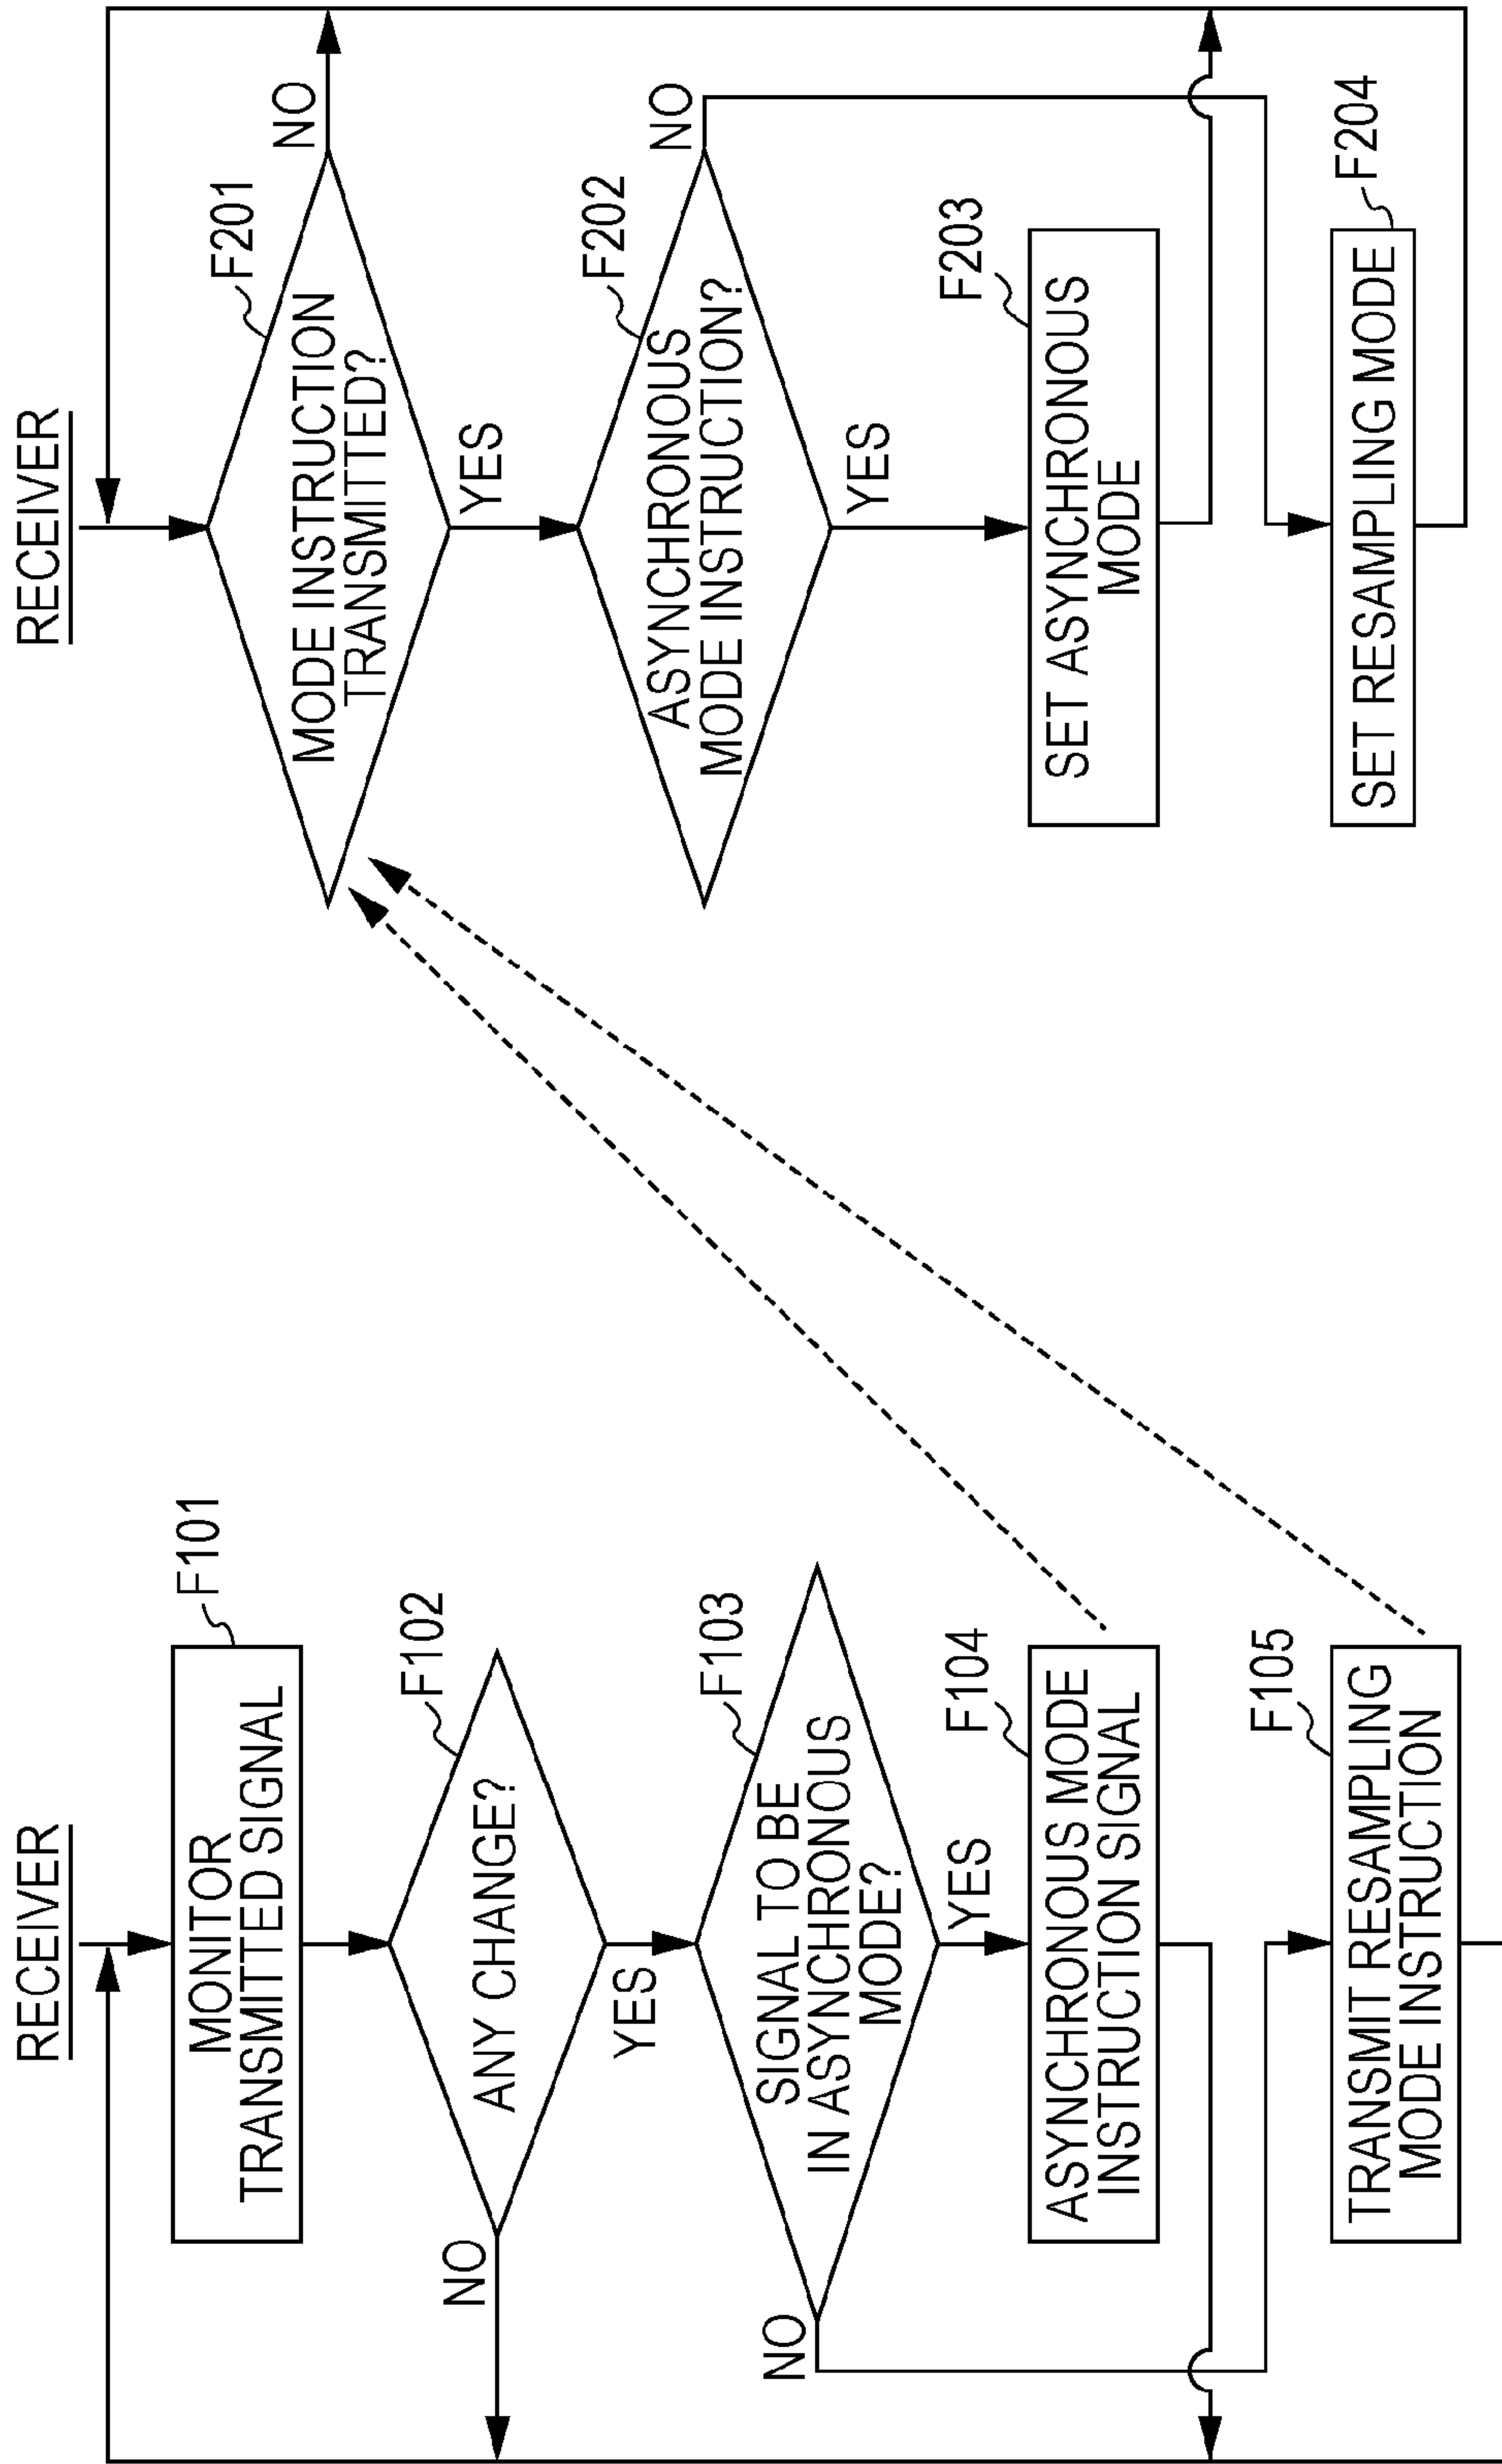 RECEIVER
F101
MONITOR
TRANSMITTED SIGNAL
F102
ANY CHANGE?
NO
YES
F103
SIGNAL TO BE
IN ASYNCHRONOUS
MODE?
NO
YES
F104
ASYNCHRONOUS MODE
INSTRUCTION SIGNAL
F105
TRANSMIT RESAMPLING
MODE INSTRUCTION
RECEIVER
F201
MODE INSTRUCTION
TRANSMITTED?
NO
YES
F202
ASYNCHRONOUS
MODE INSTRUCTION?
NO
YES
F203
SET ASYNCHRONOUS
MODE
F204
SET RESAMPLING MODE